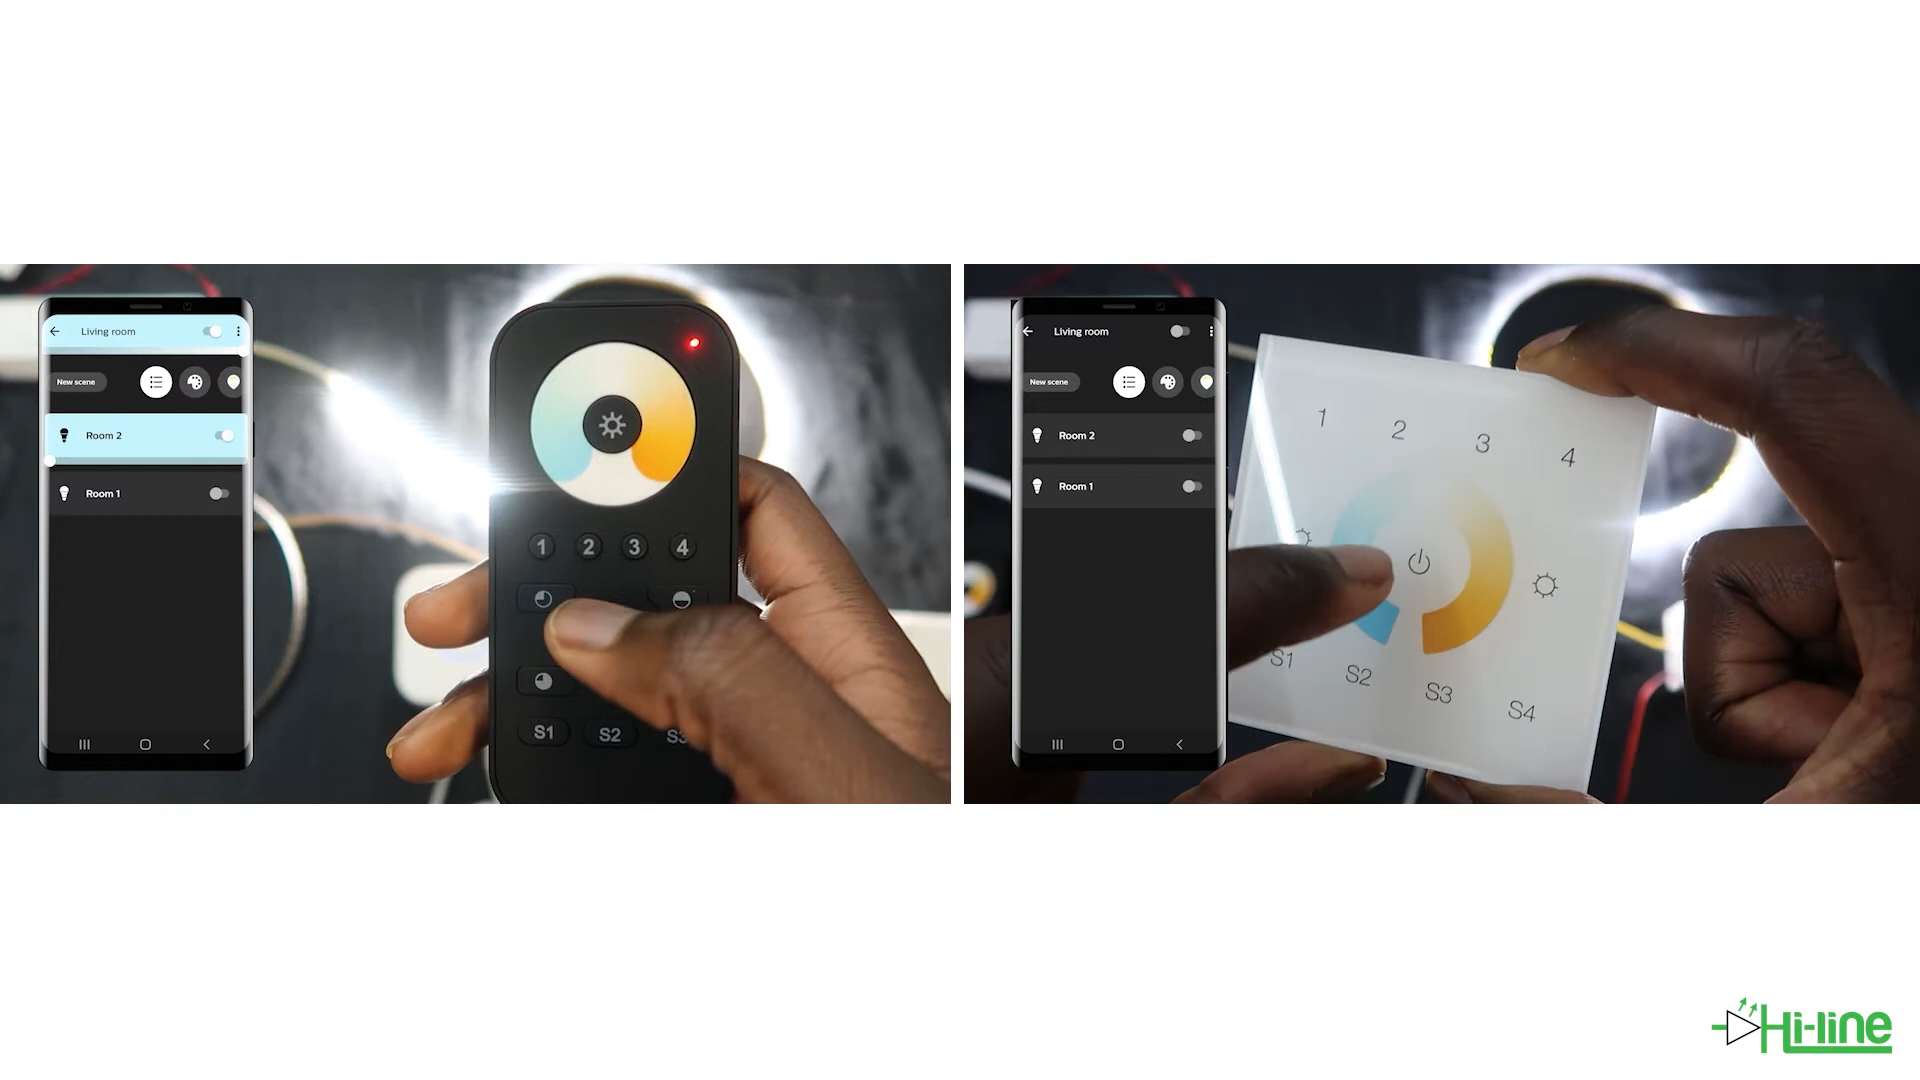 Living room
New scene
Room 2
Room 1
1 2 3 4
S1 S2 S3
Living room
New scene
Room 2
Room 1
1 2 3 4
S1 S2 S3 S4
Hi-line